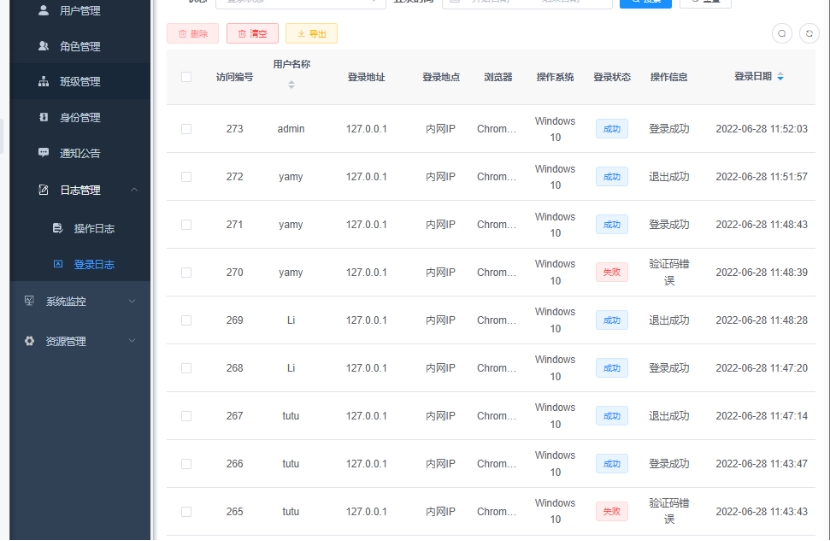 用户管理
角色管理
班级管理
身份管理
通知公告
日志管理
操作日志
登录日志
系统监控
资源管理
删除 清空 导出
访问编号 用户名称 登录地址 登录地点 浏览器 操作系统 登录状态 操作信息 登录日期
273 admin 127.0.0.1 内网IP Chrom... Windows 10 成功 登录成功 2022-06-28 11:52:03
272 yamy 127.0.0.1 内网IP Chrom... Windows 10 成功 退出成功 2022-06-28 11:51:57
271 yamy 127.0.0.1 内网IP Chrom... Windows 10 成功 登录成功 2022-06-28 11:48:43
270 yamy 127.0.0.1 内网IP Chrom... Windows 10 失败 验证码错误 2022-06-28 11:48:39
269 Li 127.0.0.1 内网IP Chrom... Windows 10 成功 退出成功 2022-06-28 11:48:28
268 Li 127.0.0.1 内网IP Chrom... Windows 10 成功 登录成功 2022-06-28 11:47:20
267 tutu 127.0.0.1 内网IP Chrom... Windows 10 成功 退出成功 2022-06-28 11:47:14
266 tutu 127.0.0.1 内网IP Chrom... Windows 10 成功 登录成功 2022-06-28 11:43:47
265 tutu 127.0.0.1 内网IP Chrom... Windows 10 失败 验证码错误 2022-06-28 11:43:43